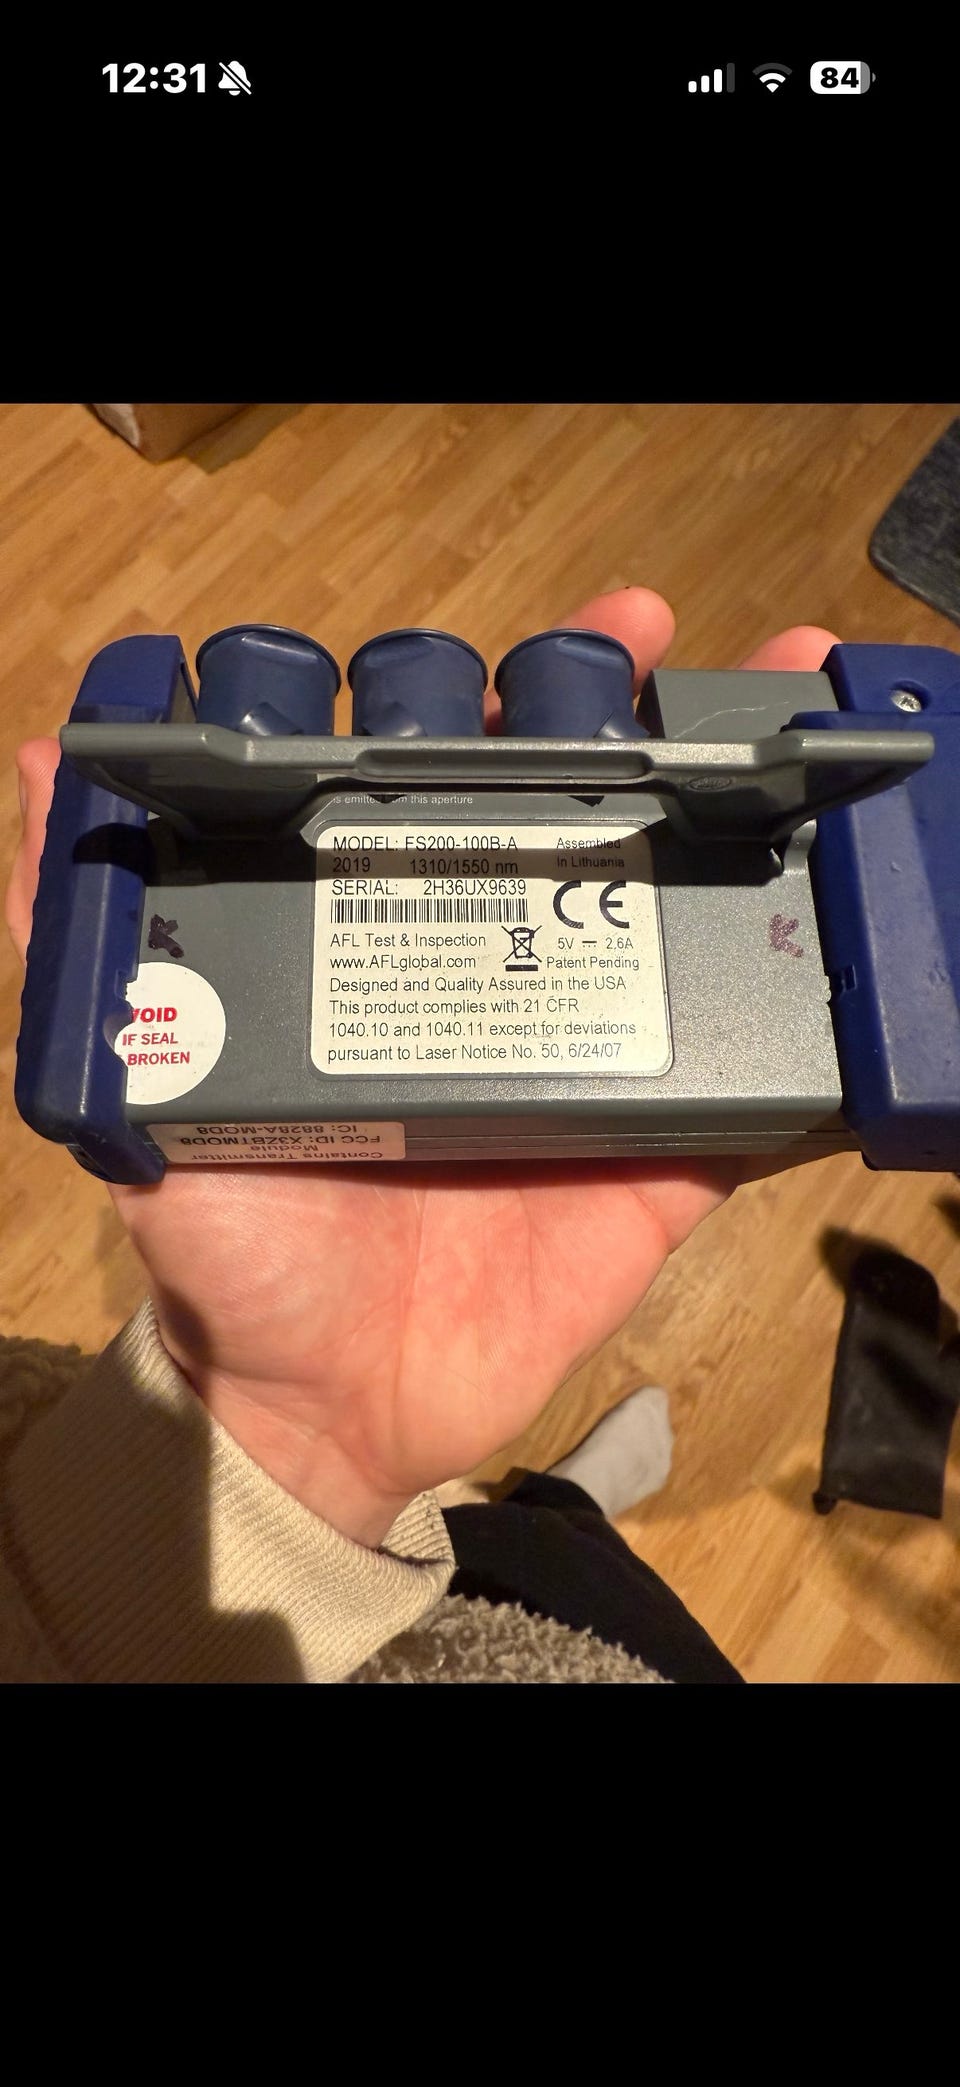 12:31
84
is emitted from this aperture
MODEL: FS200-100B-A
Assembled
In Lithuania
2019 1310/1550 nm
SERIAL: 2H36UX9639
CE
AFL Test & Inspection
www.AFLglobal.com
5V 2,6A
Patent Pending
Designed and Quality Assured in the USA
This product complies with 21 CFR
1040.10 and 1040.11 except for deviations
pursuant to Laser Notice No. 50, 6/24/07
VOID
IF SEAL
BROKEN
Contains Transmitter
Module
FCC ID: X3ZBTMOD8
IC: 8828A-MOD8